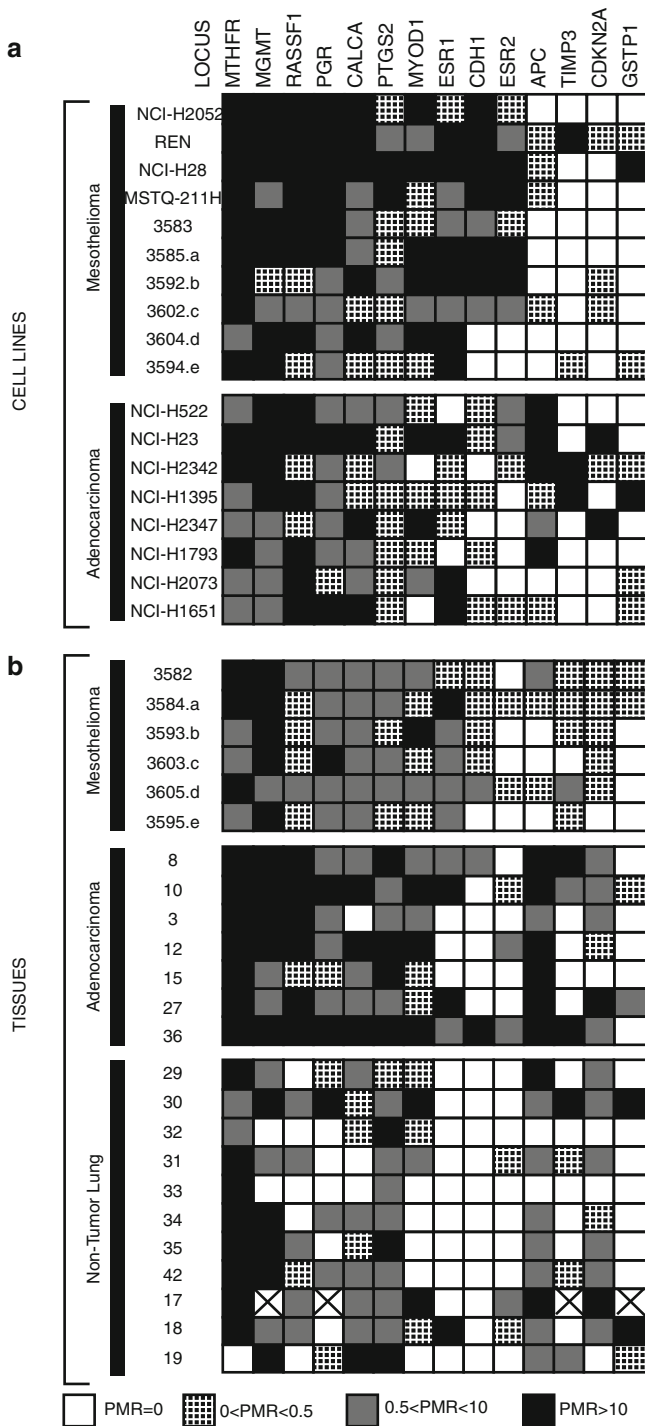 LOCUS
MTHFR
MGMT
RASSF1
PGR
CALCA
PTGS2
MYOD1
ESR1
CDH1
ESR2
APC
TIMP3
CDKN2A
GSTP1
a
CELL LINES
Mesothelioma
NCI-H2052
REN
NCI-H28
MSTQ-211H
3583
3585.a
3592.b
3602.c
3604.d
3594.e
Adenocarcinoma
NCI-H522
NCI-H23
NCI-H2342
NCI-H1395
NCI-H2347
NCI-H1793
NCI-H2073
NCI-H1651
b
TISSUES
Mesothelioma
3582
3584.a
3593.b
3603.c
3605.d
3595.e
Adenocarcinoma
8
10
3
12
15
27
36
Non-Tumor Lung
29
30
32
31
33
34
35
42
17
18
19
PMR=0
0<PMR<0.5
0.5<PMR<10
PMR>10